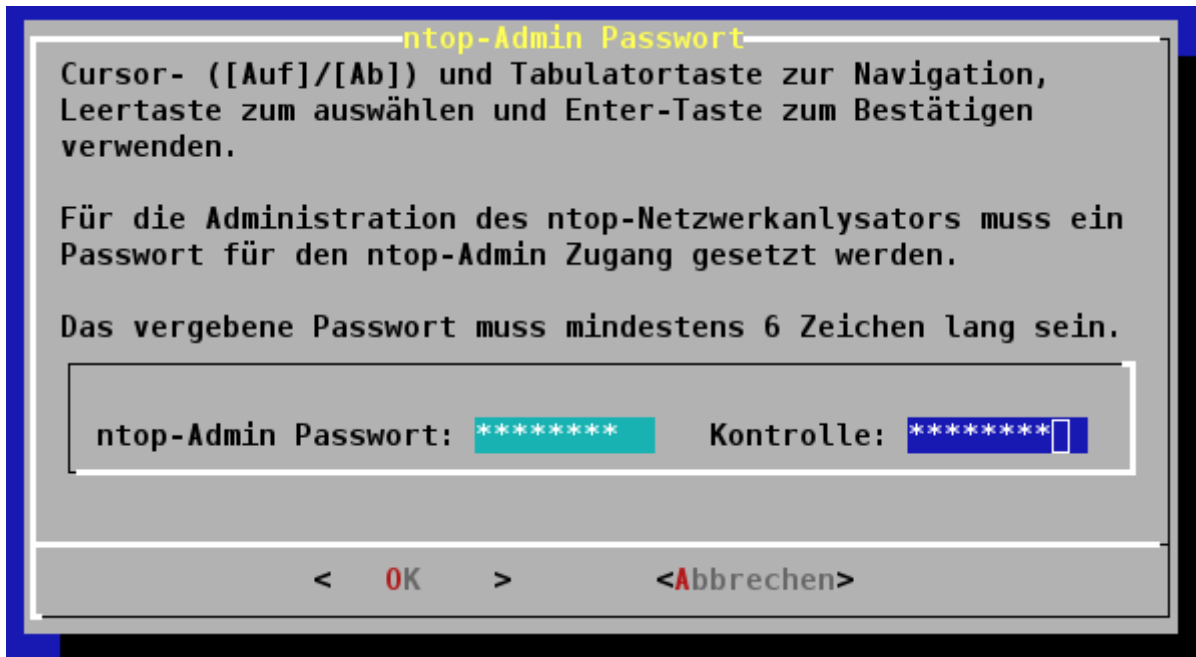 ntop-Admin Passwort
Cursor- ([Auf]/[Ab]) und Tabulatortaste zur Navigation,
Leertaste zum auswählen und Enter-Taste zum Bestätigen
verwenden.
Für die Administration des ntop-Netzwerkanlysators muss ein
Passwort für den ntop-Admin Zugang gesetzt werden.
Das vergebene Passwort muss mindestens 6 Zeichen lang sein.
ntop-Admin Passwort: ******** Kontrolle: ********
< OK > <Abbrechen>